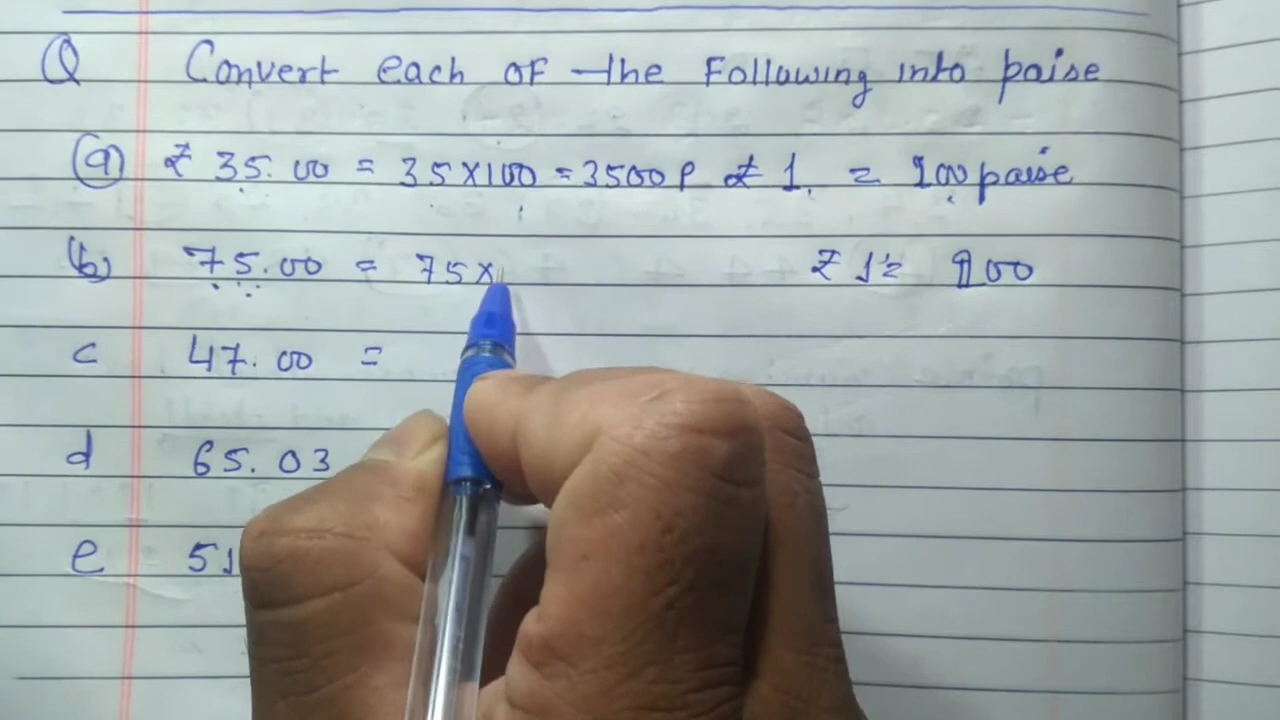 Q Convert each of the Following into paise
(a) ₹ 35.00 = 35×100 = 3500 P ₹ 1. = 100 paise
(b) 75.00 = 75× ₹ 1 = 100
c 47.00 =
d 65.03
e 51